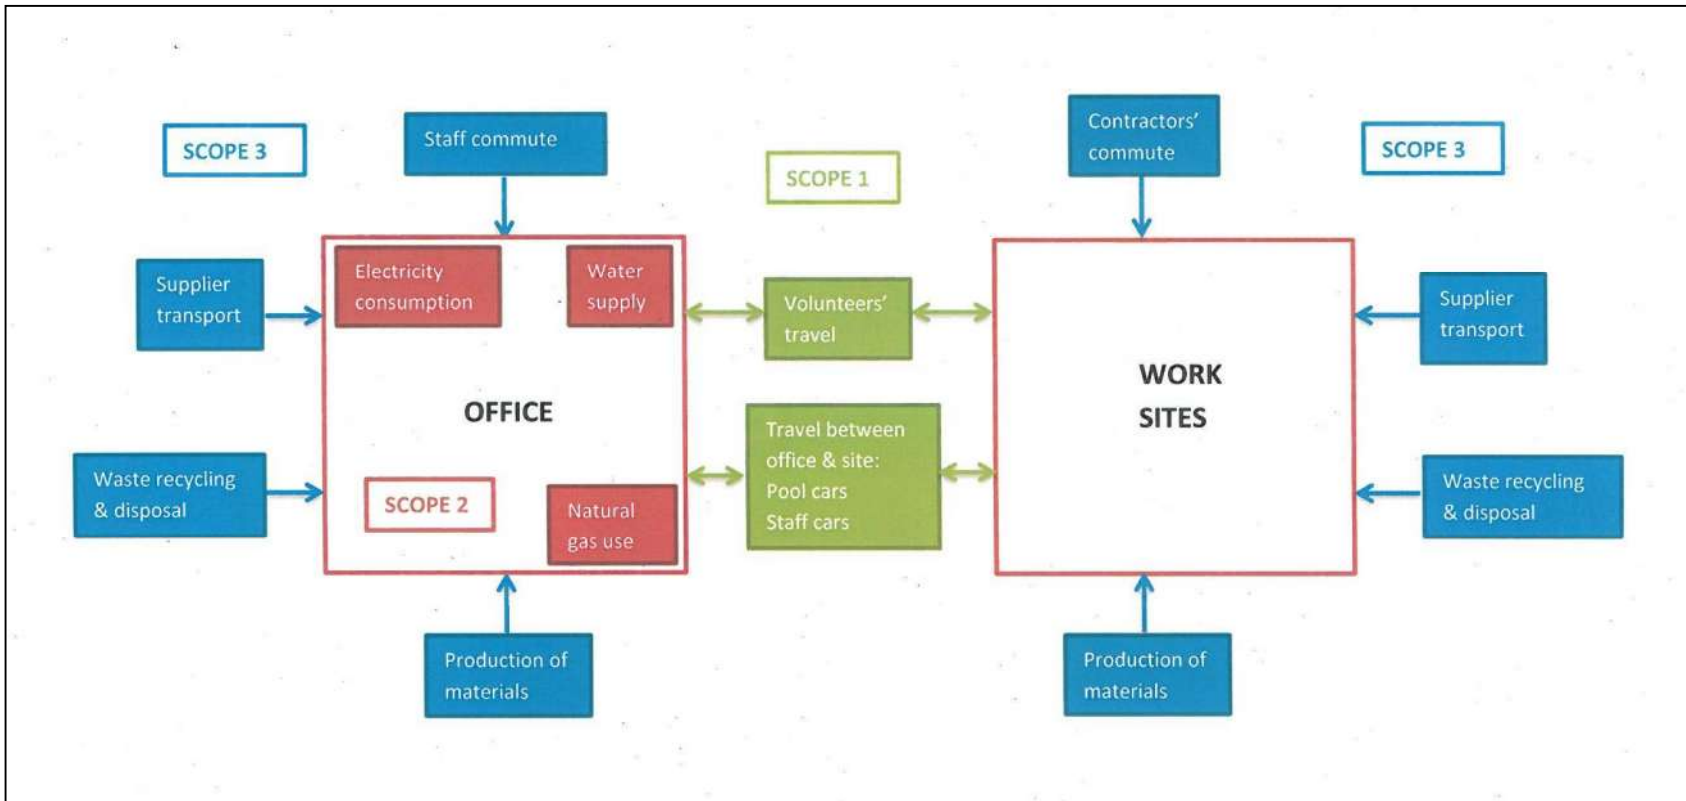 SCOPE 3
Staff commute
SCOPE 1
Contractors'
commute
SCOPE 3
Supplier
transport
Electricity
consumption
Water
supply
Volunteers'
travel
Supplier
transport
OFFICE
WORK
SITES
Travel between
office & site:
Pool cars
Staff cars
Waste recycling
& disposal
SCOPE 2
Natural
gas use
Waste recycling
& disposal
Production of
materials
Production of
materials